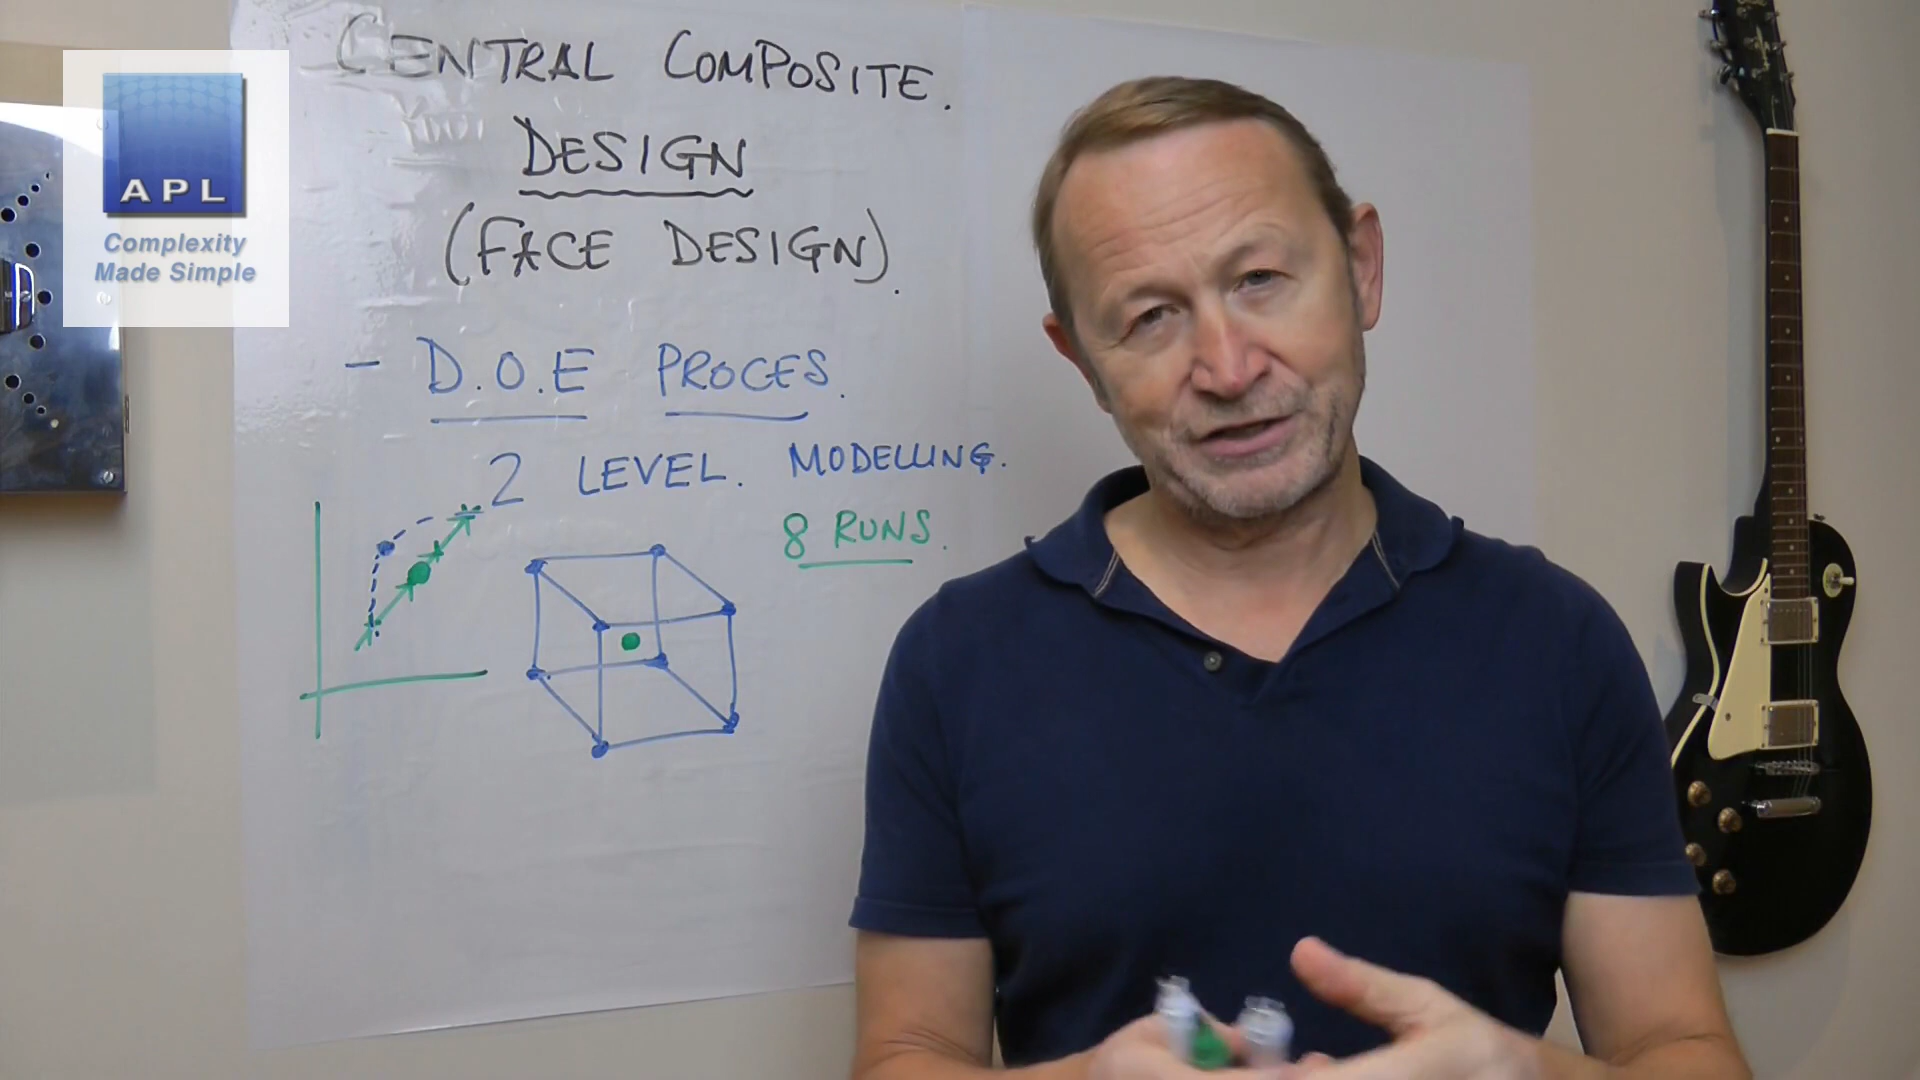 CENTRAL COMPOSITE.
DESIGN
(FACE DESIGN).
- D.O.E PROCES.
2 LEVEL. MODELLING.
8 RUNS.
APL
Complexity
Made Simple